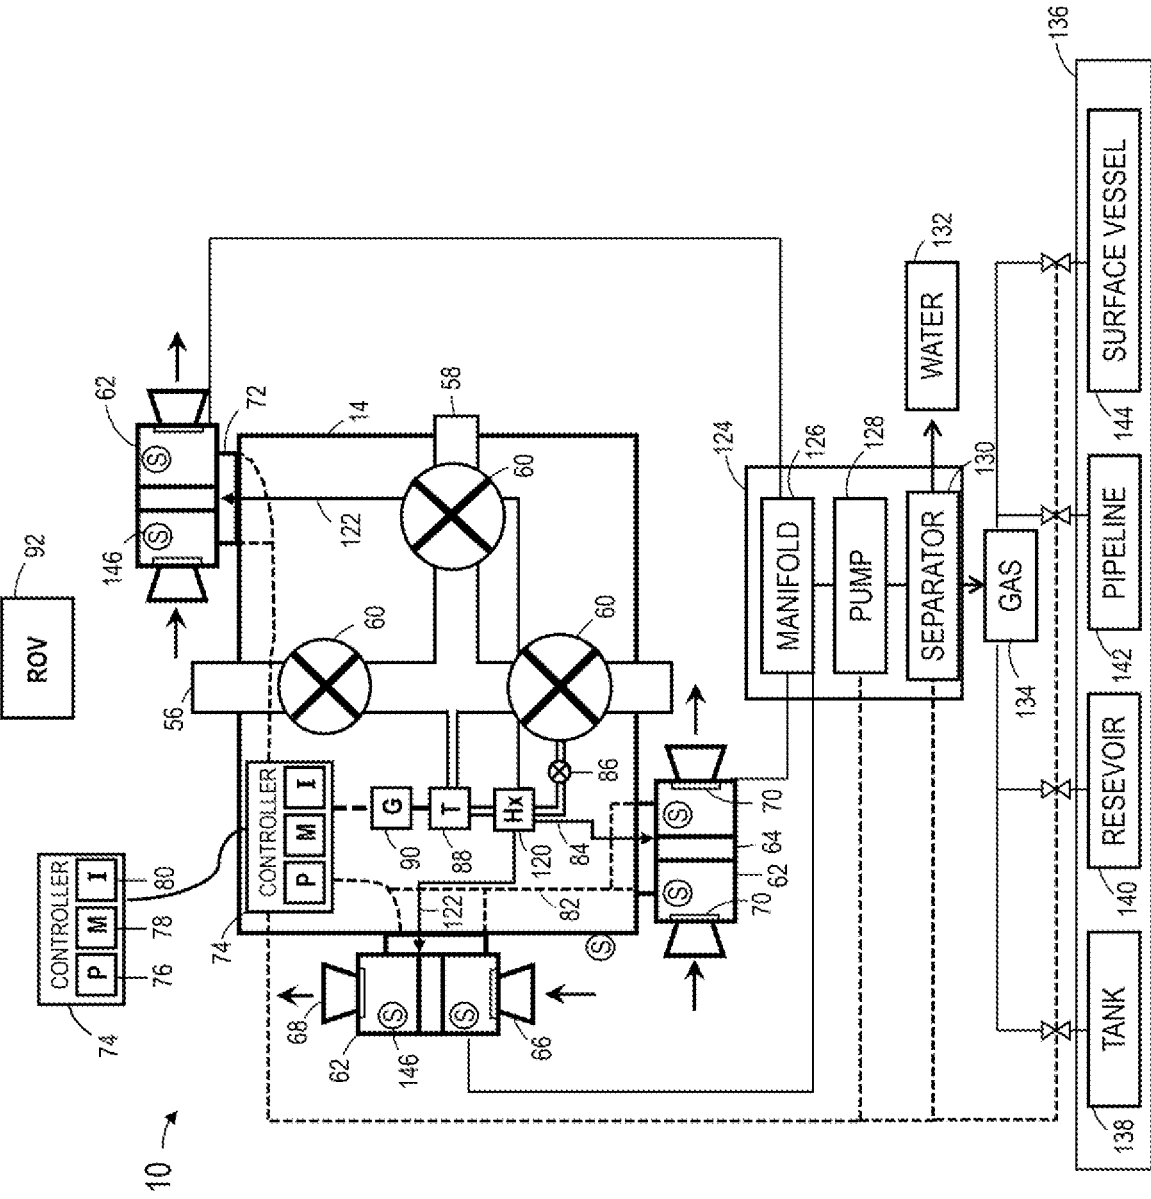 10
74
CONTROLLER
P M I
76 78 80
ROV
92
146
62
72
14
58
56
60
60
60
122
74
CONTROLLER
P M I
G
90
T
88
Hx
120
86
84
82
122
68
62
146
66
S
S
S
S
S
S
S
70
62
64
70
124
MANIFOLD
126
PUMP
128
SEPARATOR
130
WATER
132
GAS
134
136
TANK
138
RESEVOIR
140
PIPELINE
142
SURFACE VESSEL
144